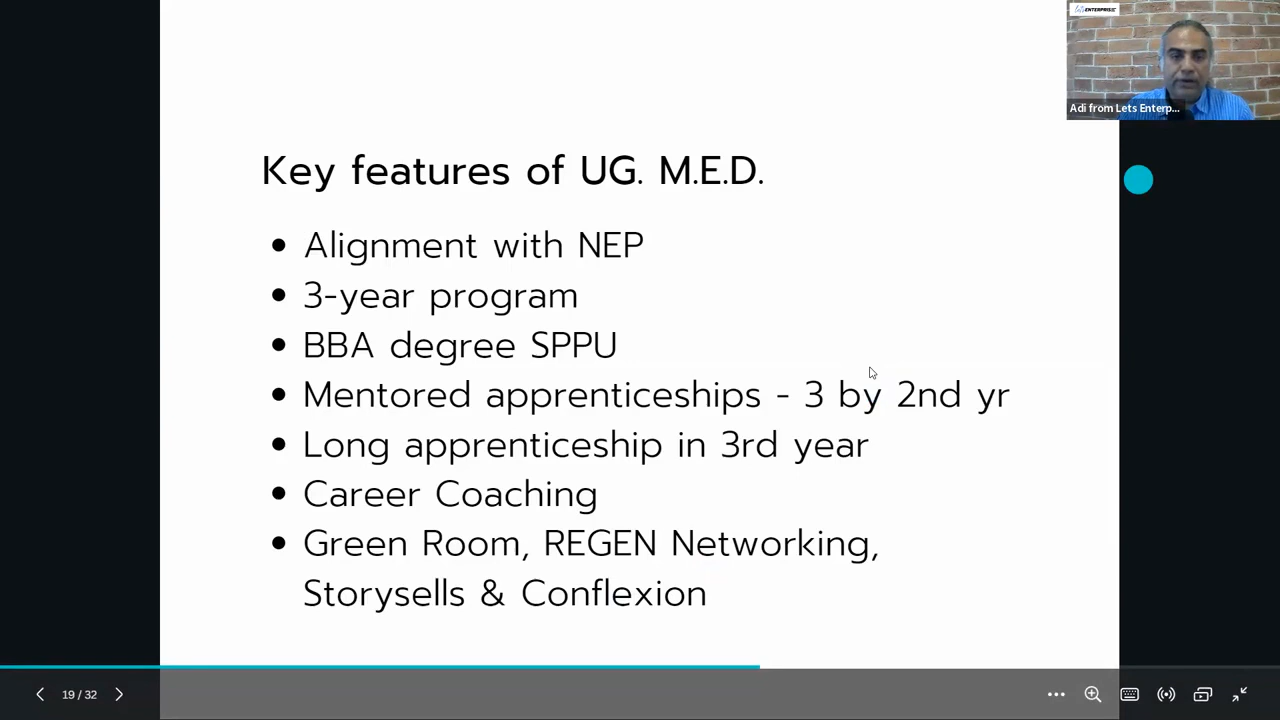 Lets ENTERPRISE
Adi from Lets Enterp...
Key features of UG. M.E.D.
• Alignment with NEP
• 3-year program
• BBA degree SPPU
• Mentored apprenticeships - 3 by 2nd yr
• Long apprenticeship in 3rd year
• Career Coaching
• Green Room, REGEN Networking,
Storysells & Conflexion
19 / 32